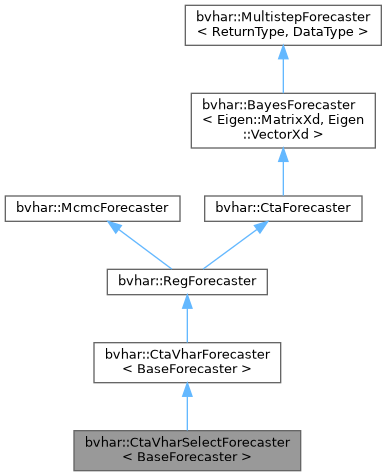 bvhar::MultistepForecaster
< ReturnType, DataType >
bvhar::BayesForecaster
< Eigen::MatrixXd, Eigen
::VectorXd >
bvhar::McmcForecaster
bvhar::CtaForecaster
bvhar::RegForecaster
bvhar::CtaVharForecaster
< BaseForecaster >
bvhar::CtaVharSelectForecaster
< BaseForecaster >